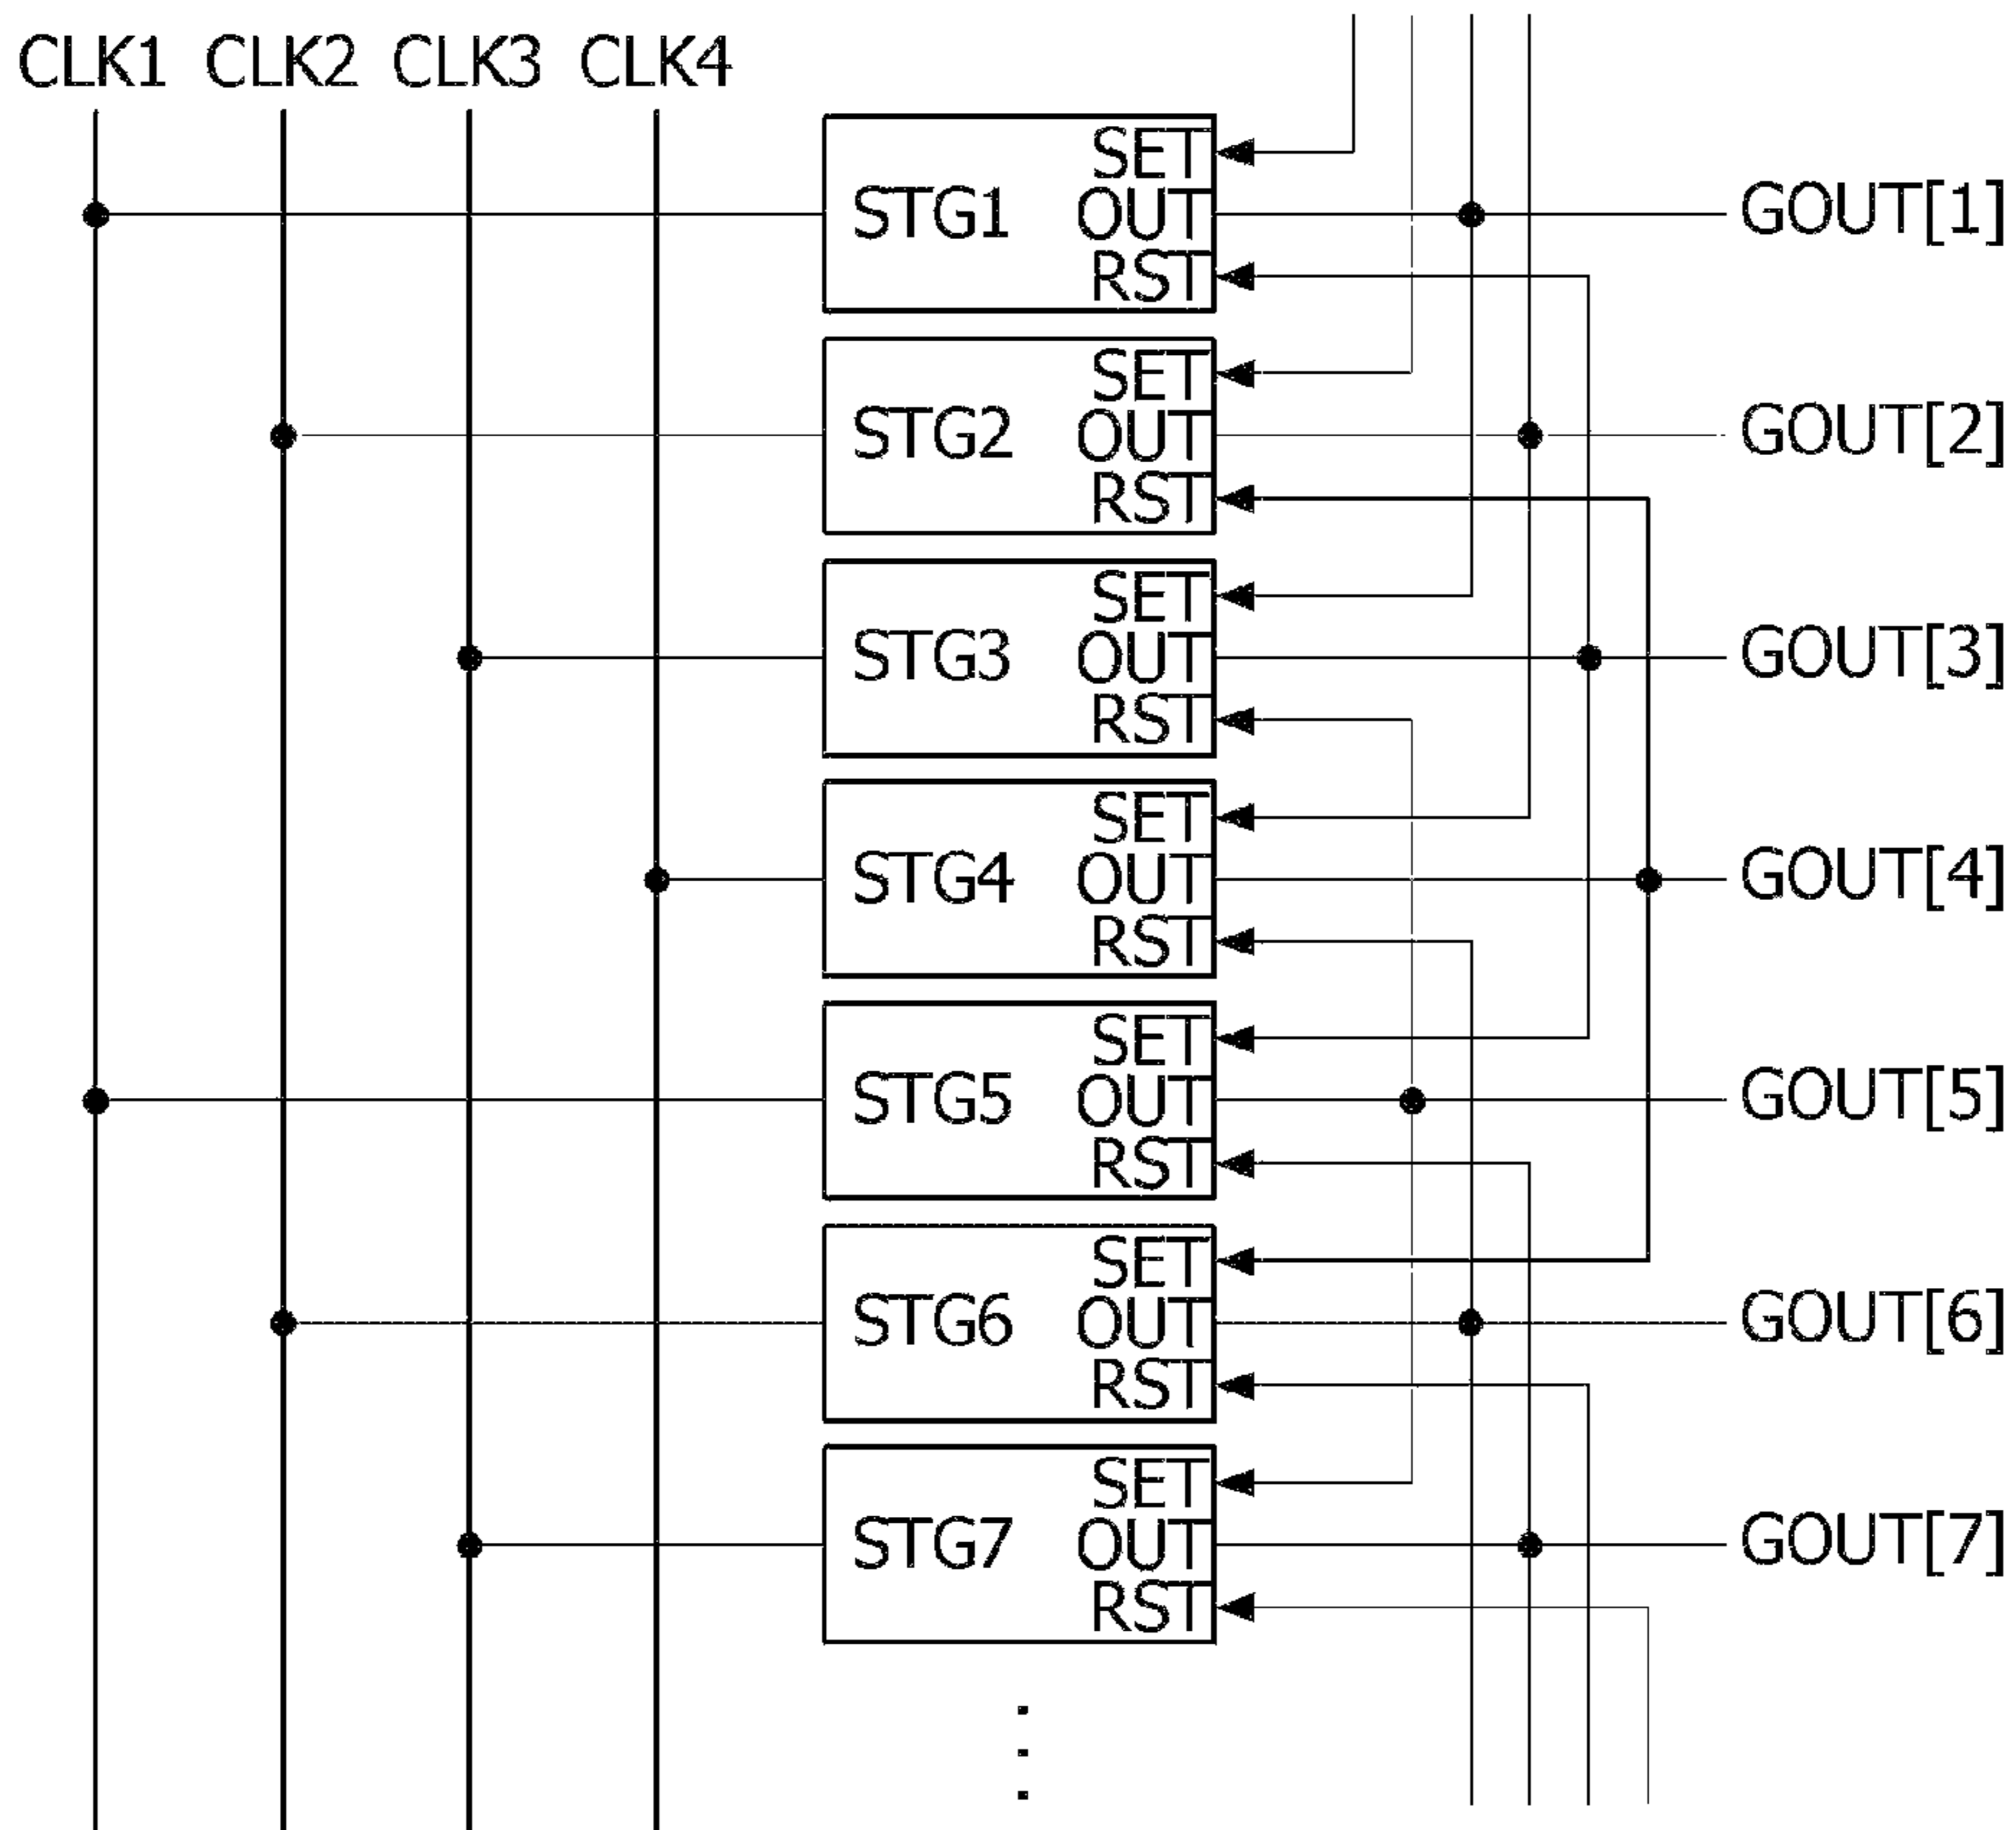 CLK1 CLK2 CLK3 CLK4
SET
STG1 OUT GOUT[1]
RST
SET
STG2 OUT GOUT[2]
RST
SET
STG3 OUT GOUT[3]
RST
SET
STG4 OUT GOUT[4]
RST
SET
STG5 OUT GOUT[5]
RST
SET
STG6 OUT GOUT[6]
RST
SET
STG7 OUT GOUT[7]
RST